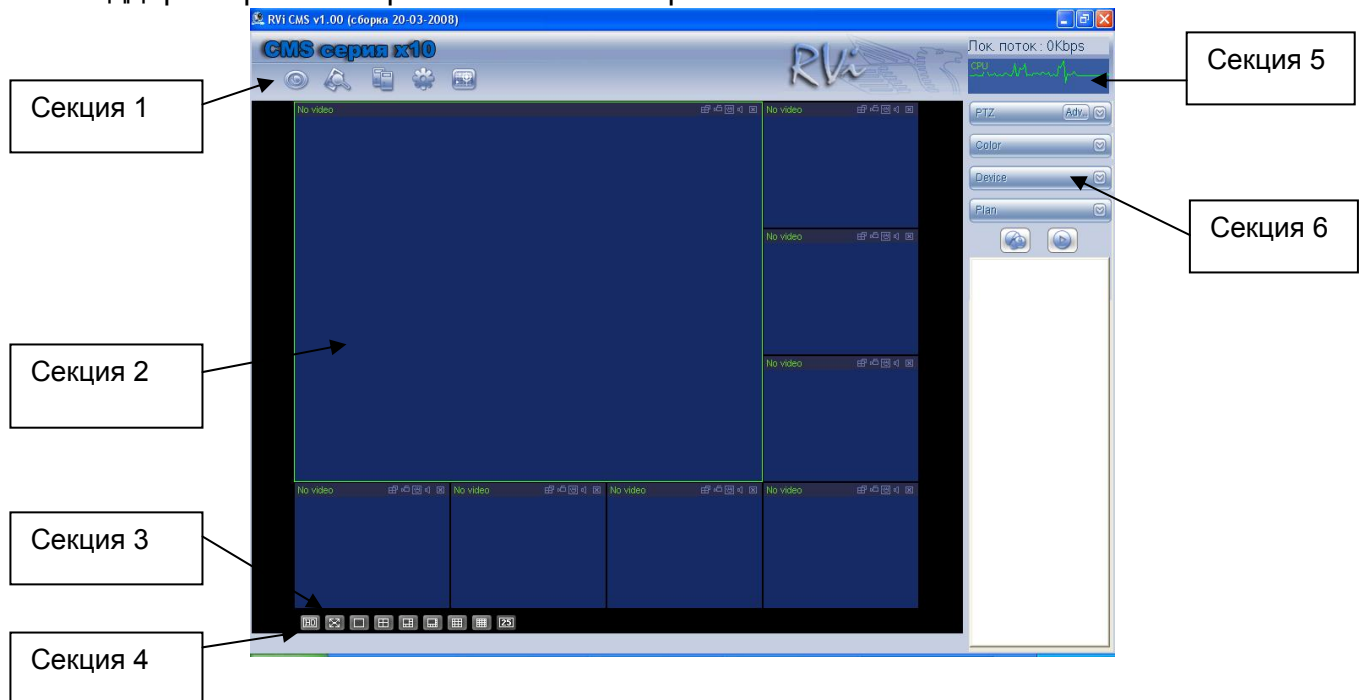 RVi CMS v1.00 (сборка 20-03-2008)
CMS серия x10
RVi
Лок. поток : 0Kbps
CPU
Секция 5
Секция 1
No video
No video
PTZ
Adv..
Color
Device
Plan
Секция 6
No video
Секция 2
No video
No video
No video
No video
No video
Секция 3
HQ
25
Секция 4